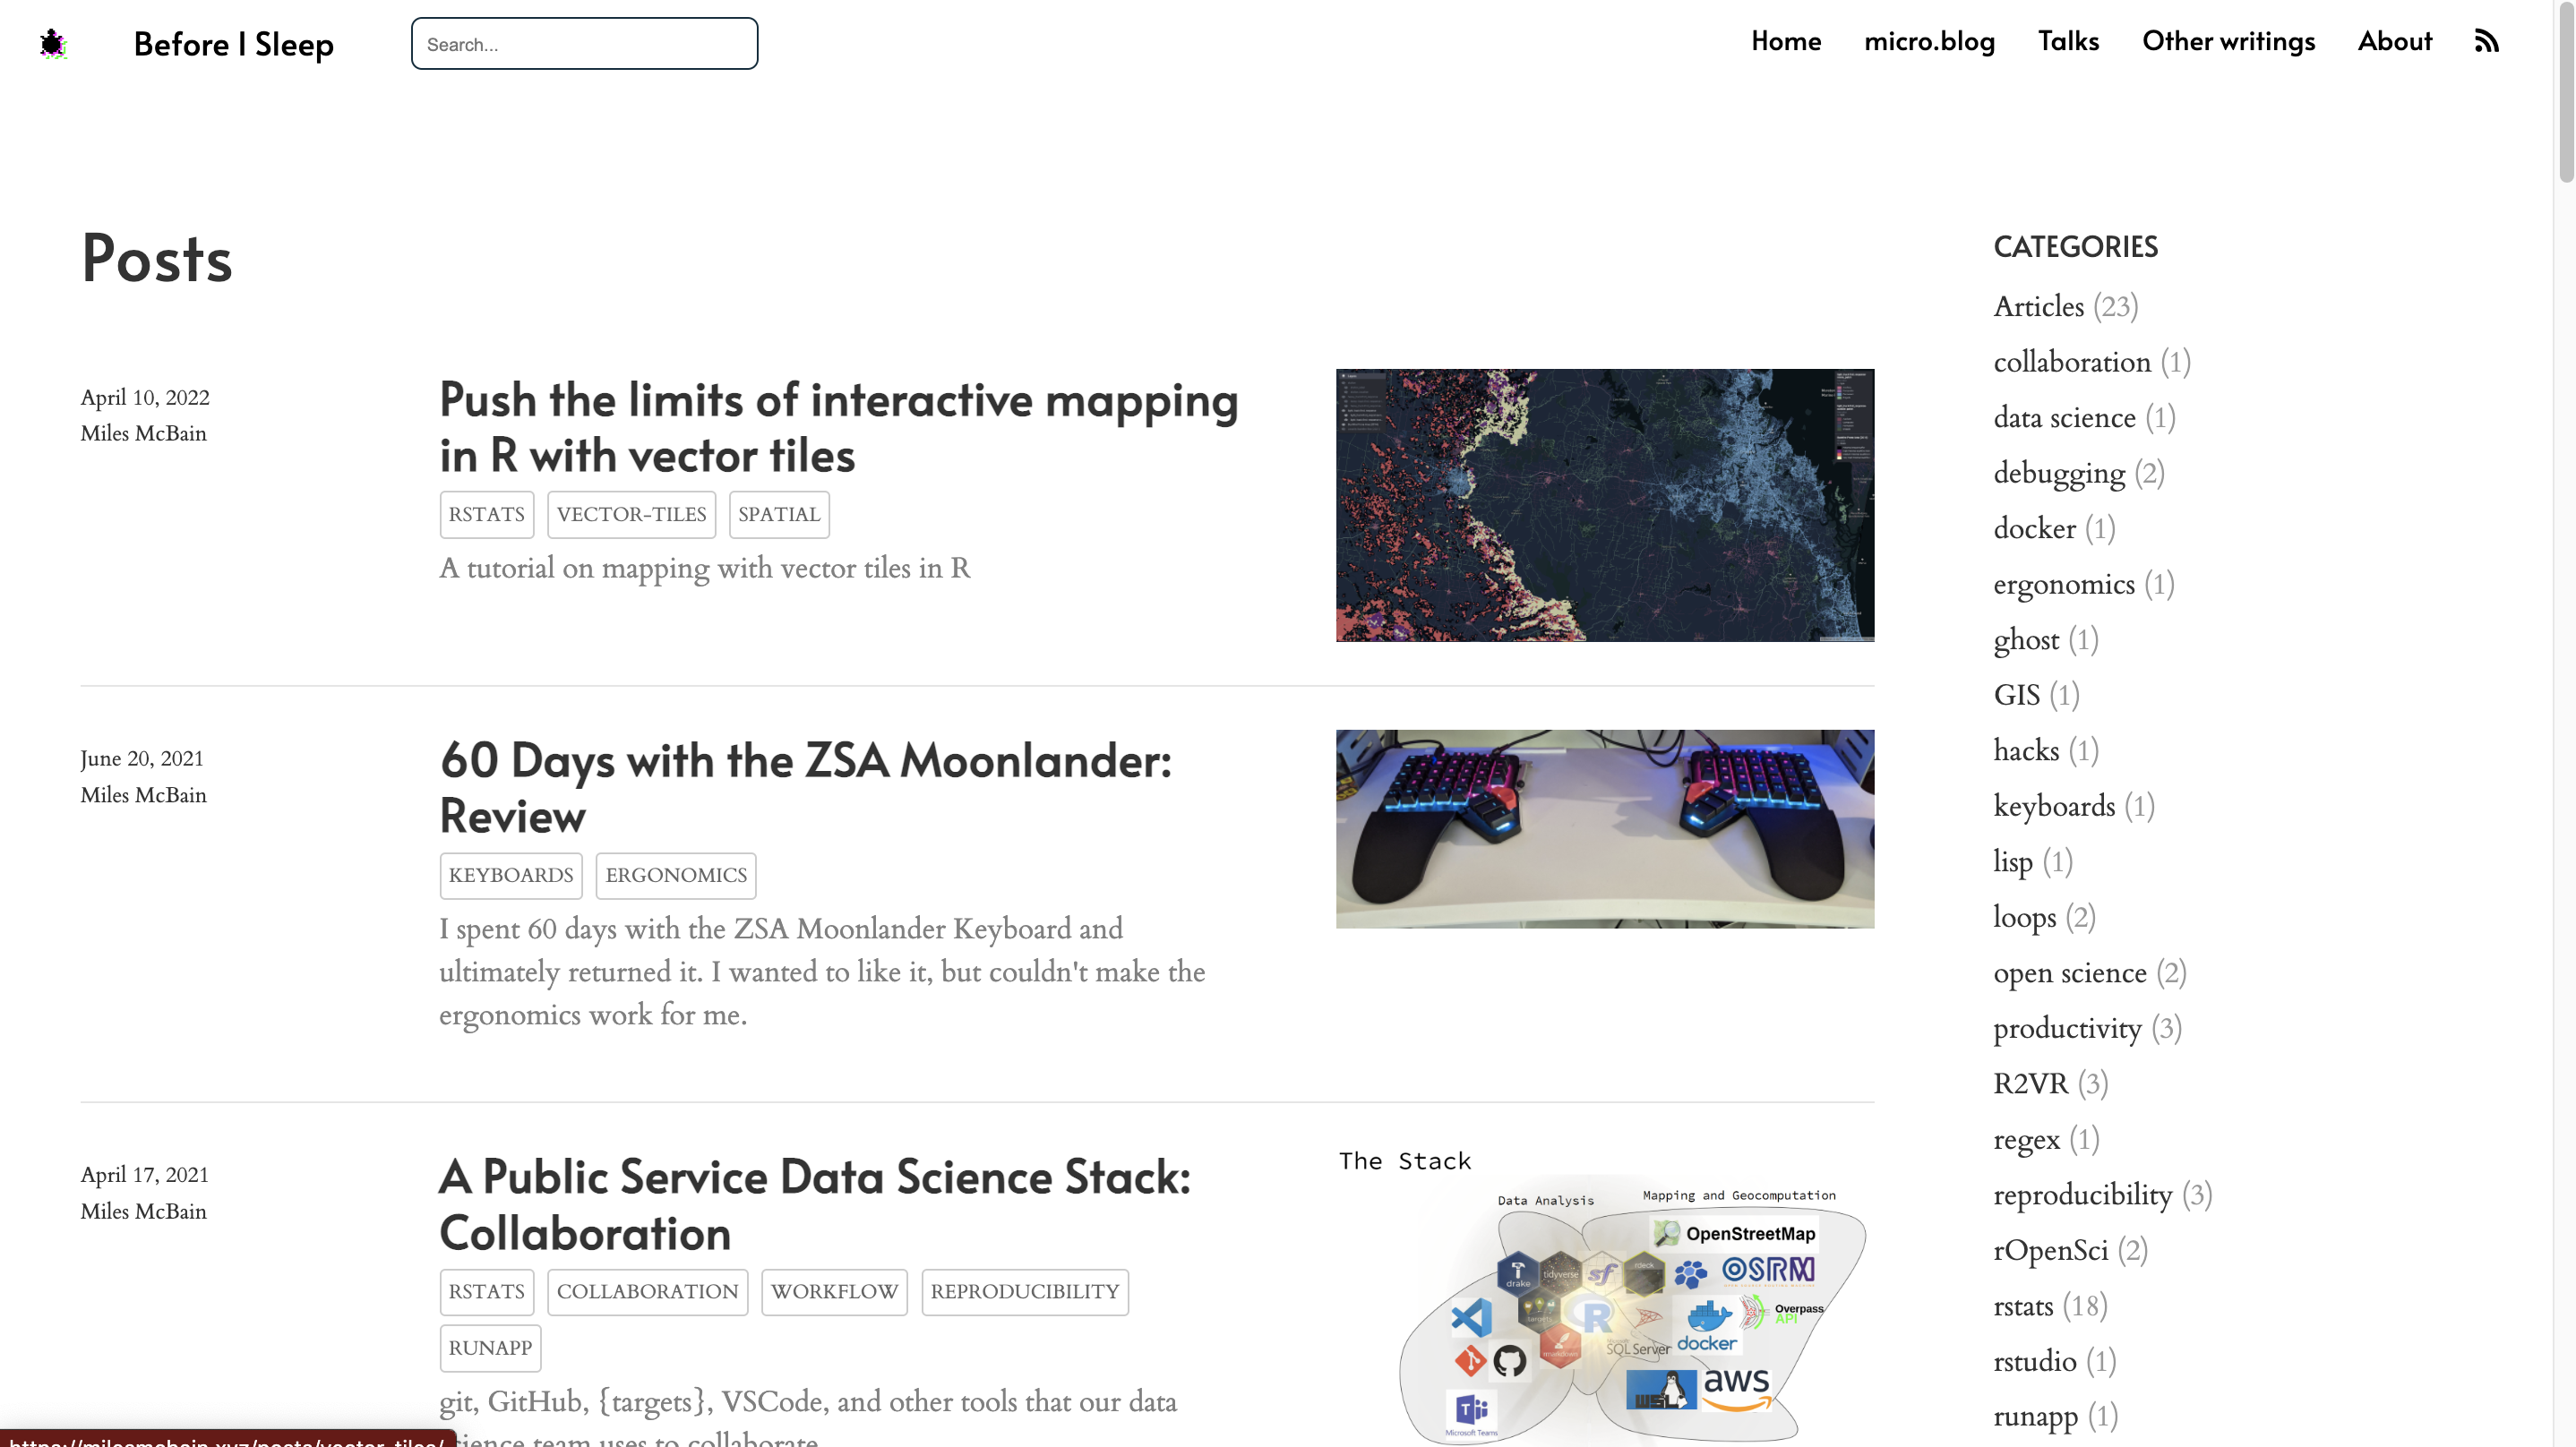 Before I Sleep
Search...
Home
micro.blog
Talks
Other writings
About
Posts
April 10, 2022
Miles McBain
Push the limits of interactive mapping
in R with vector tiles
RSTATS
VECTOR-TILES
SPATIAL
A tutorial on mapping with vector tiles in R
June 20, 2021
Miles McBain
60 Days with the ZSA Moonlander:
Review
KEYBOARDS
ERGONOMICS
I spent 60 days with the ZSA Moonlander Keyboard and
ultimately returned it. I wanted to like it, but couldn't make the
ergonomics work for me.
April 17, 2021
Miles McBain
A Public Service Data Science Stack:
Collaboration
RSTATS
COLLABORATION
WORKFLOW
REPRODUCIBILITY
RUNAPP
git, GitHub, {targets}, VSCode, and other tools that our data
science team uses to collaborate
The Stack
Data Analysis
Mapping and Geocomputation
OpenStreetMap
drake
tidyverse
sf
rdeck
OSRM
targets
R
Overpass
API
rmarkdown
SQL Server
docker
WSL
aws
T
Microsoft Teams
CATEGORIES
Articles (23)
collaboration (1)
data science (1)
debugging (2)
docker (1)
ergonomics (1)
ghost (1)
GIS (1)
hacks (1)
keyboards (1)
lisp (1)
loops (2)
open science (2)
productivity (3)
R2VR (3)
regex (1)
reproducibility (3)
rOpenSci (2)
rstats (18)
rstudio (1)
runapp (1)
https://milesmcbain.xyz/posts/vector-tiles/